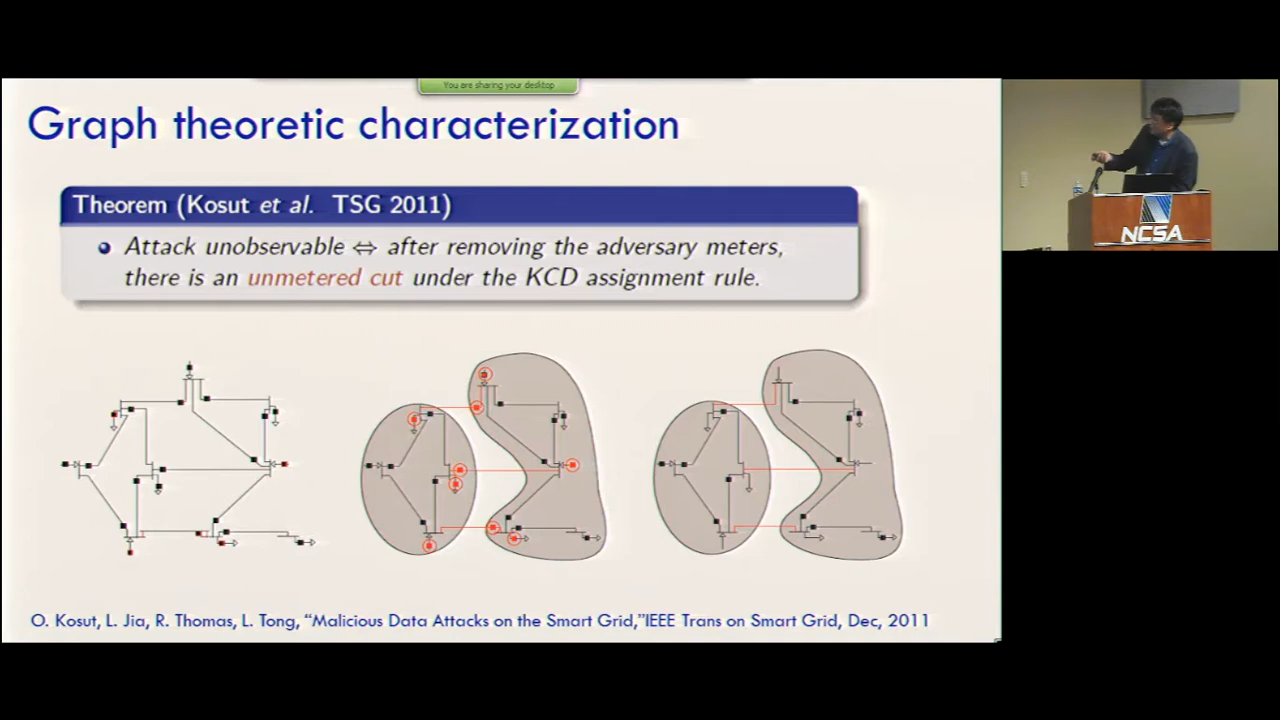 You are sharing your desktop
Graph theoretic characterization
Theorem (Kosut et al. TSG 2011)
Attack unobservable ⇔ after removing the adversary meters,
there is an unmetered cut under the KCD assignment rule.
O. Kosut, L. Jia, R. Thomas, L. Tong, “Malicious Data Attacks on the Smart Grid,”IEEE Trans on Smart Grid, Dec, 2011
NCSA